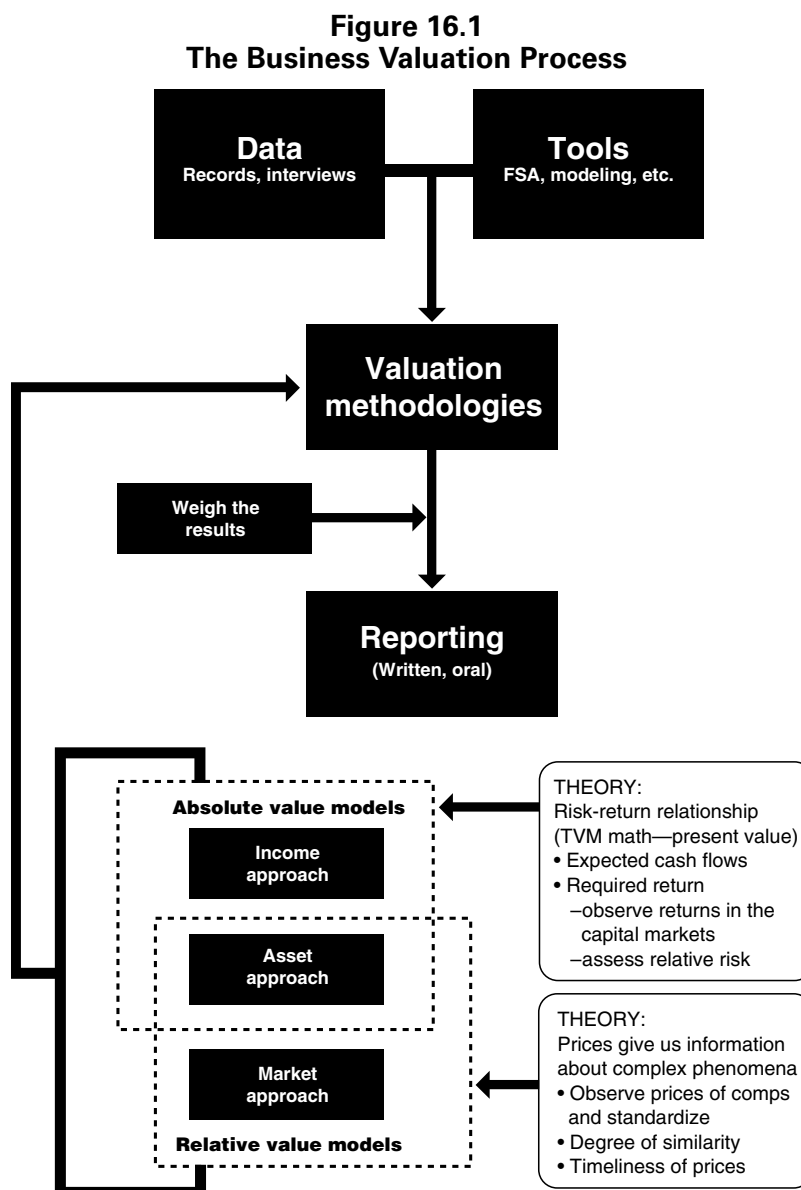 Figure 16.1
The Business Valuation Process
Data
Records, interviews
Tools
FSA, modeling, etc.
Valuation
methodologies
Weigh the
results
Reporting
(Written, oral)
Absolute value models
Income
approach
Asset
approach
Market
approach
Relative value models
THEORY:
Risk-return relationship
(TVM math—present value)
• Expected cash flows
• Required return
–observe returns in the
capital markets
–assess relative risk
THEORY:
Prices give us information
about complex phenomena
• Observe prices of comps
and standardize
• Degree of similarity
• Timeliness of prices